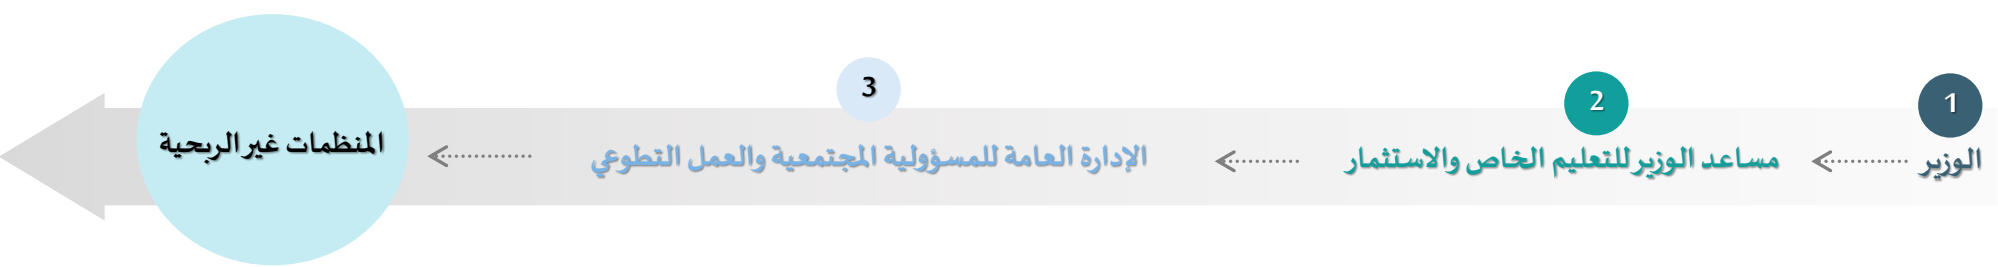 1
الوزير
2
مساعد الوزير للتعليم الخاص والاستثمار
3
الإدارة العامة للمسؤولية المجتمعية والعمل التطوعي
المنظمات غير الربحية